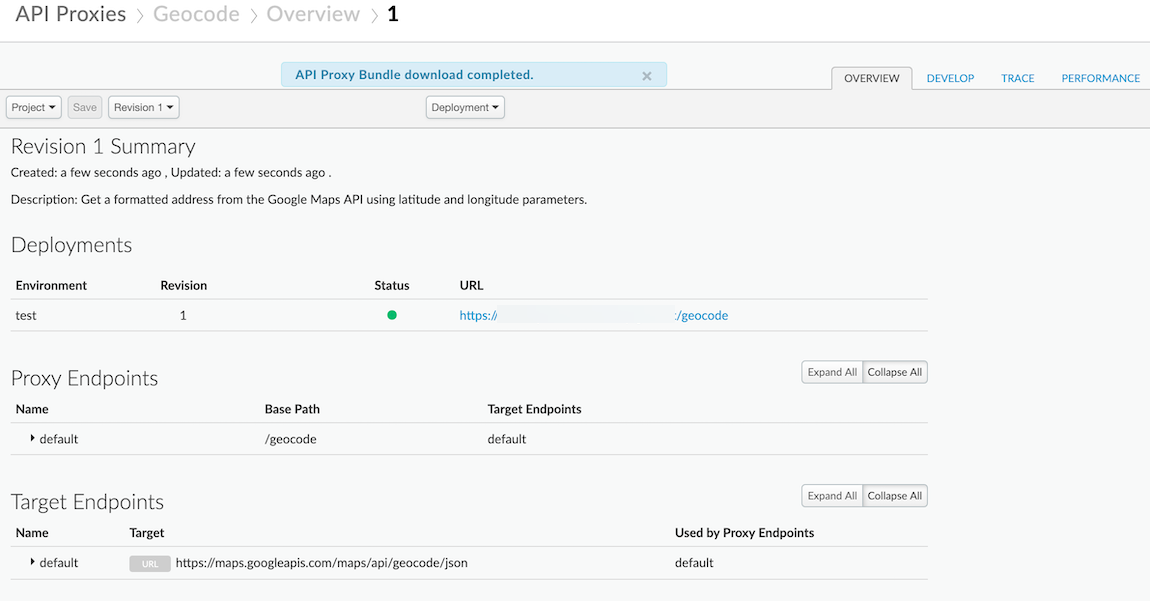 API Proxies > Geocode > Overview > 1
API Proxy Bundle download completed. ×
OVERVIEW DEVELOP TRACE PERFORMANCE
Project Save Revision 1 Deployment
Revision 1 Summary
Created: a few seconds ago , Updated: a few seconds ago .
Description: Get a formatted address from the Google Maps API using latitude and longitude parameters.
Deployments
Environment Revision Status URL
test 1 https:// /geocode
Proxy Endpoints Expand All Collapse All
Name Base Path Target Endpoints
default /geocode default
Target Endpoints Expand All Collapse All
Name Target Used by Proxy Endpoints
default URL https://maps.googleapis.com/maps/api/geocode/json default